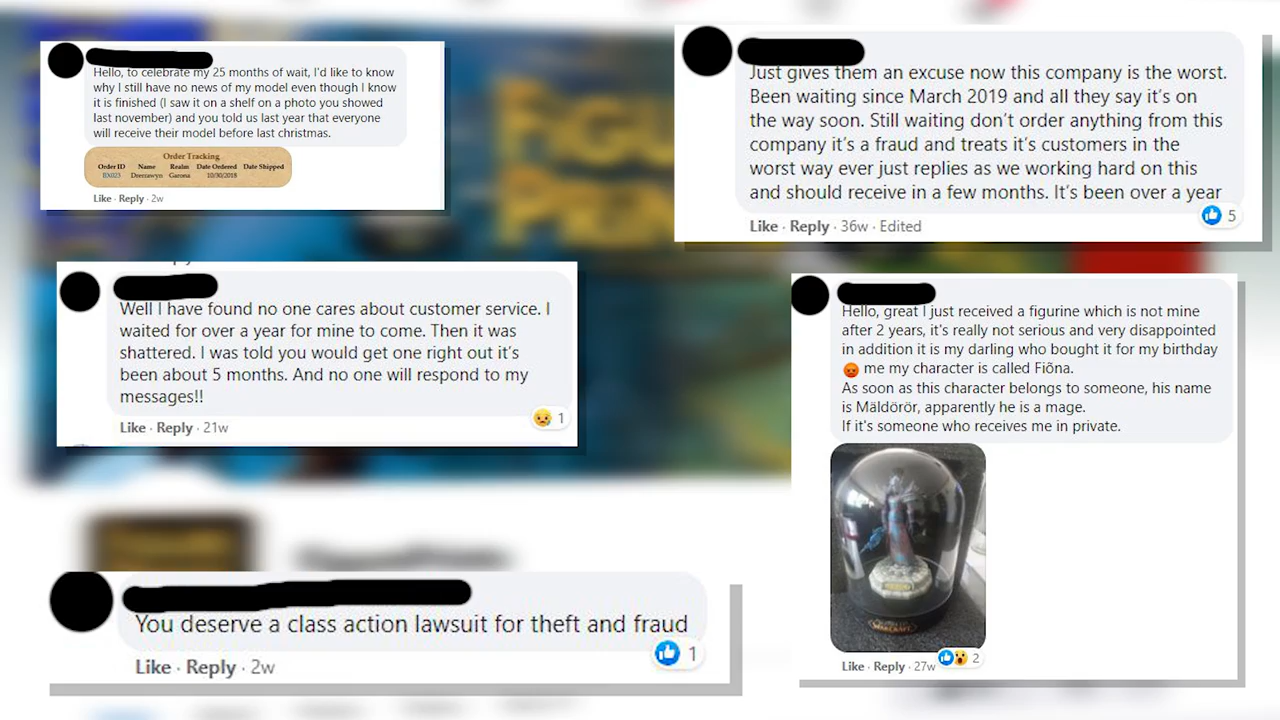 Hello, to celebrate my 25 months of wait, I'd like to know
why I still have no news of my model even though I know
it is finished (I saw it on a shelf on a photo you showed
last november) and you told us last year that everyone
will receive their model before last christmas.
Order Tracking
Order ID Name Realm Date Ordered Date Shipped
Garona 10/30/2018
Like · Reply · 2w
Just gives them an excuse now this company is the worst.
Been waiting since March 2019 and all they say it's on
the way soon. Still waiting don't order anything from this
company it's a fraud and treats it's customers in the
worst way ever just replies as we working hard on this
and should receive in a few months. It's been over a year
5
Like · Reply · 36w · Edited
Well I have found no one cares about customer service. I
waited for over a year for mine to come. Then it was
shattered. I was told you would get one right out it's
been about 5 months. And no one will respond to my
messages!!
1
Like · Reply · 21w
Hello, great I just received a figurine which is not mine
after 2 years, it's really not serious and very disappointed
in addition it is my darling who bought it for my birthday
😡 me my character is called Fiōna.
As soon as this character belongs to someone, his name
is Mäldörör, apparently he is a mage.
If it's someone who receives me in private.
WARCRAFT
Like · Reply · 27w 2
You deserve a class action lawsuit for theft and fraud
1
Like · Reply · 2w